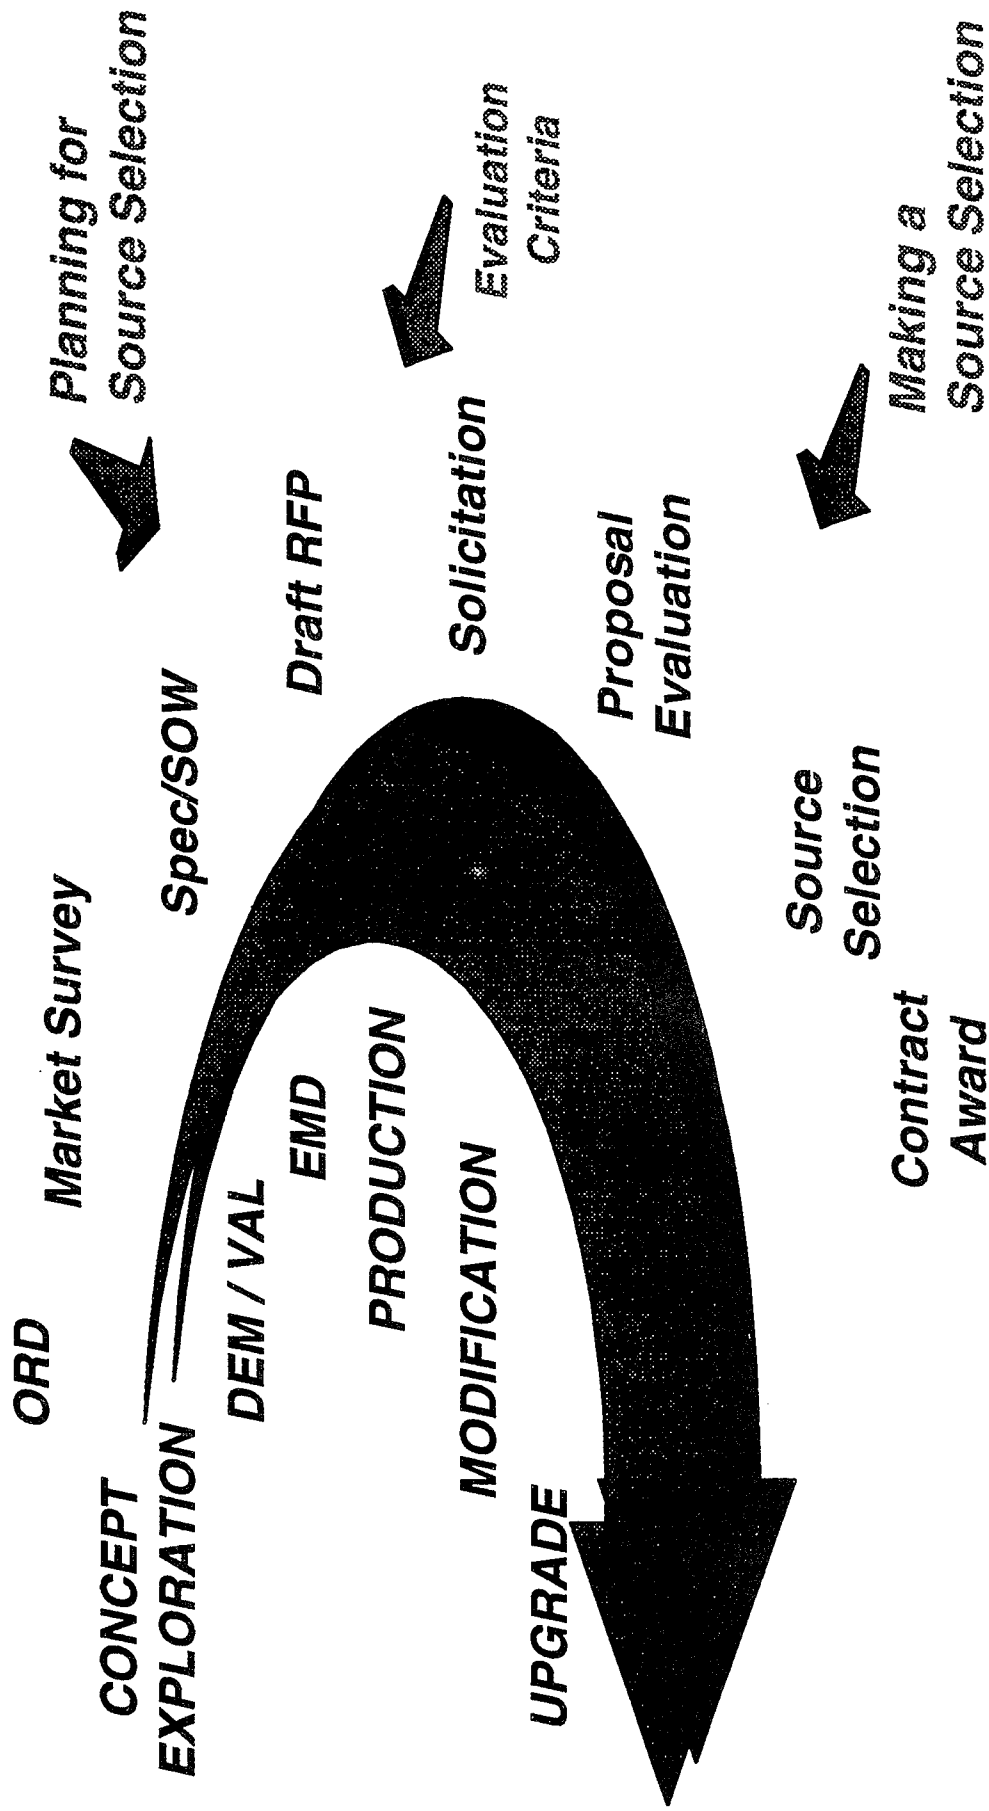 ORD
Market Survey
Planning for
Source Selection
CONCEPT
EXPLORATION
Spec/SOW
DEM / VAL
EMD
Draft RFP
PRODUCTION
Solicitation
Evaluation
Criteria
MODIFICATION
Proposal
Evaluation
UPGRADE
Source
Selection
Making a
Source Selection
Contract
Award